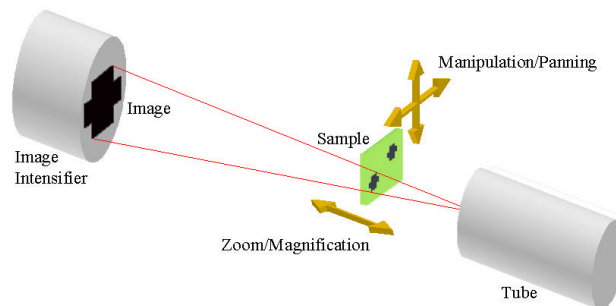 Manipulation/Panning
Image
Sample
Image
Intensifier
Zoom/Magnification
Tube